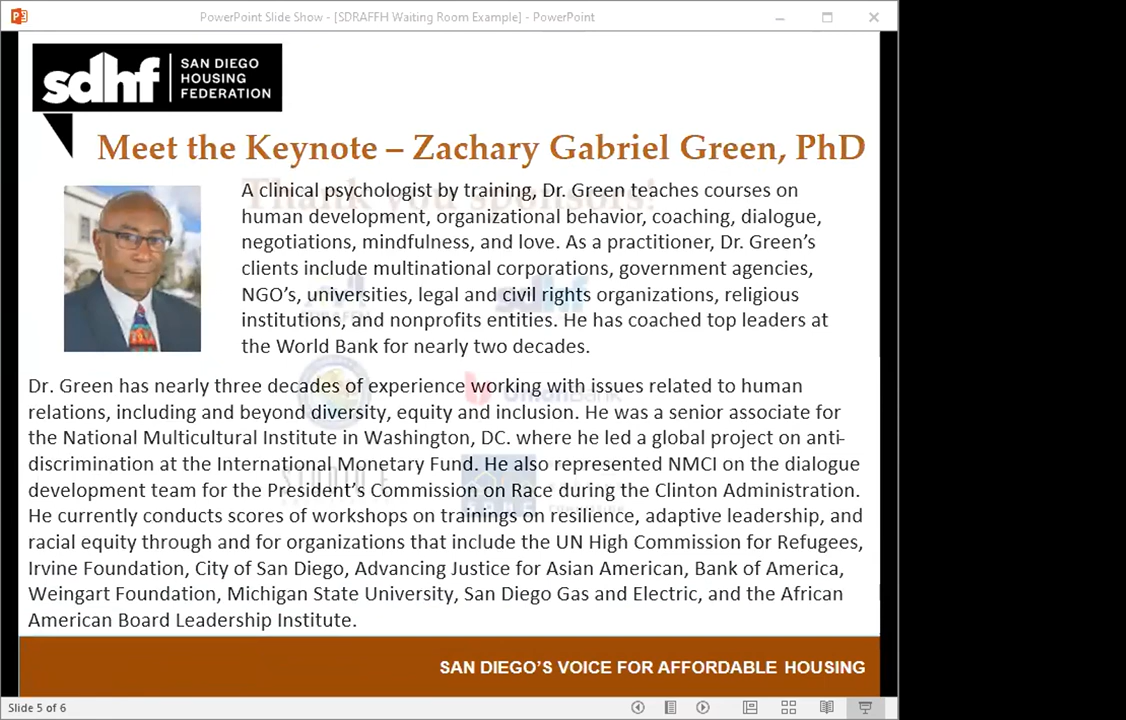 PowerPoint Slide Show - [SDRAFFH Waiting Room Example] - PowerPoint
sdhf
SAN DIEGO
HOUSING
FEDERATION
Meet the Keynote – Zachary Gabriel Green, PhD
Thank you sponsors!
A clinical psychologist by training, Dr. Green teaches courses on
human development, organizational behavior, coaching, dialogue,
negotiations, mindfulness, and love. As a practitioner, Dr. Green's
clients include multinational corporations, government agencies,
NGO's, universities, legal and civil rights organizations, religious
institutions, and nonprofits entities. He has coached top leaders at
the World Bank for nearly two decades.
sdhf
Dr. Green has nearly three decades of experience working with issues related to human
relations, including and beyond diversity, equity and inclusion. He was a senior associate for
the National Multicultural Institute in Washington, DC. where he led a global project on anti-
discrimination at the International Monetary Fund. He also represented NMCI on the dialogue
development team for the President's Commission on Race during the Clinton Administration.
He currently conducts scores of workshops on trainings on resilience, adaptive leadership, and
racial equity through and for organizations that include the UN High Commission for Refugees,
Irvine Foundation, City of San Diego, Advancing Justice for Asian American, Bank of America,
Weingart Foundation, Michigan State University, San Diego Gas and Electric, and the African
American Board Leadership Institute.
UnionBank
SAN DIEGO'S VOICE FOR AFFORDABLE HOUSING
Slide 5 of 6